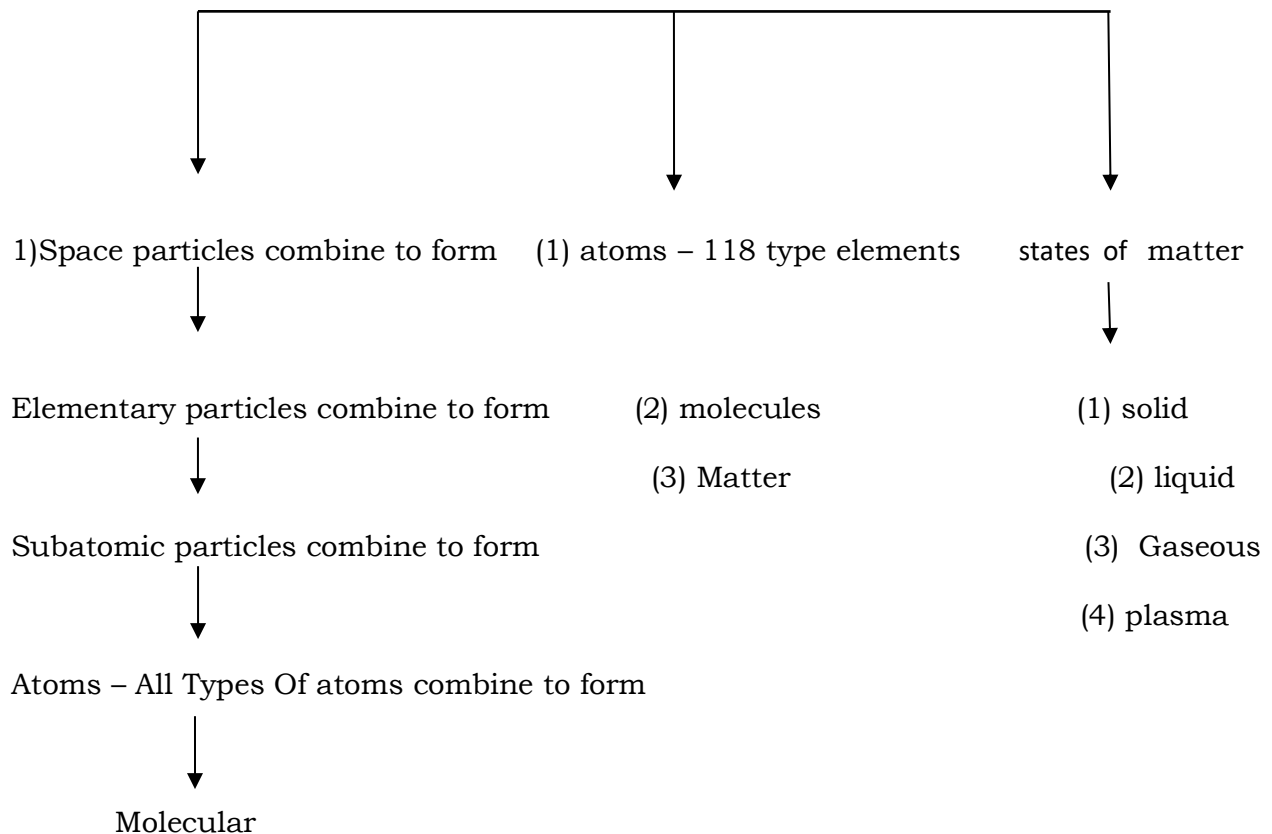 1)Space particles combine to form (1) atoms – 118 type elements states of matter
Elementary particles combine to form (2) molecules (1) solid
(3) Matter (2) liquid
Subatomic particles combine to form (3) Gaseous
(4) plasma
Atoms – All Types Of atoms combine to form
Molecular